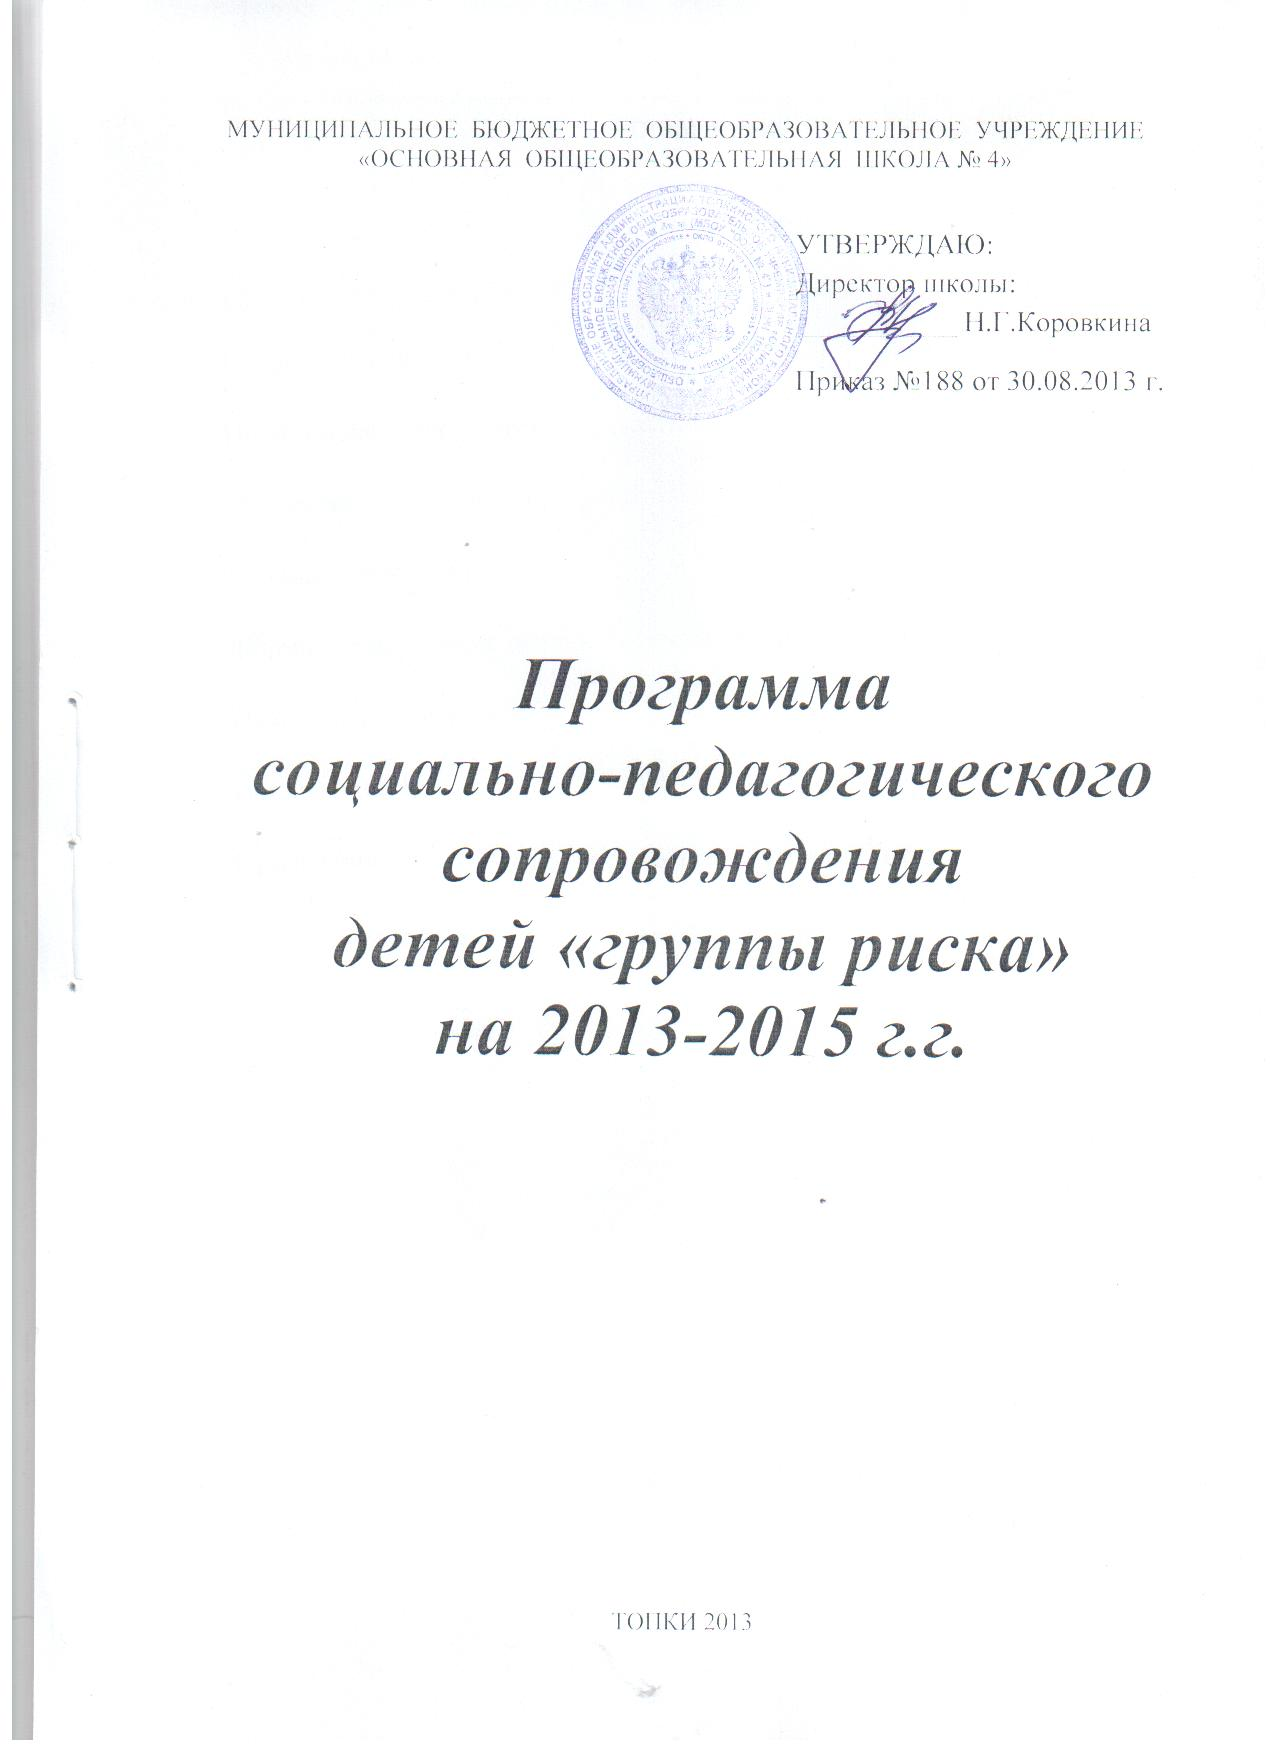 МУНИЦИПАЛЬНОЕ БЮДЖЕТНОЕ ОБЩЕОБРАЗОВАТЕЛЬНОЕ УЧРЕЖДЕНИЕ
«ОСНОВНАЯ ОБЩЕОБРАЗОВАТЕЛЬНАЯ ШКОЛА № 4»
УТВЕРЖДАЮ:
Директор школы:
Н.Г.Коровкина
Приказ №188 от 30.08.2013 г.
Программа
социально-педагогического
сопровождения
детей «группы риска»
на 2013-2015 г.г.
ТОПКИ 2013